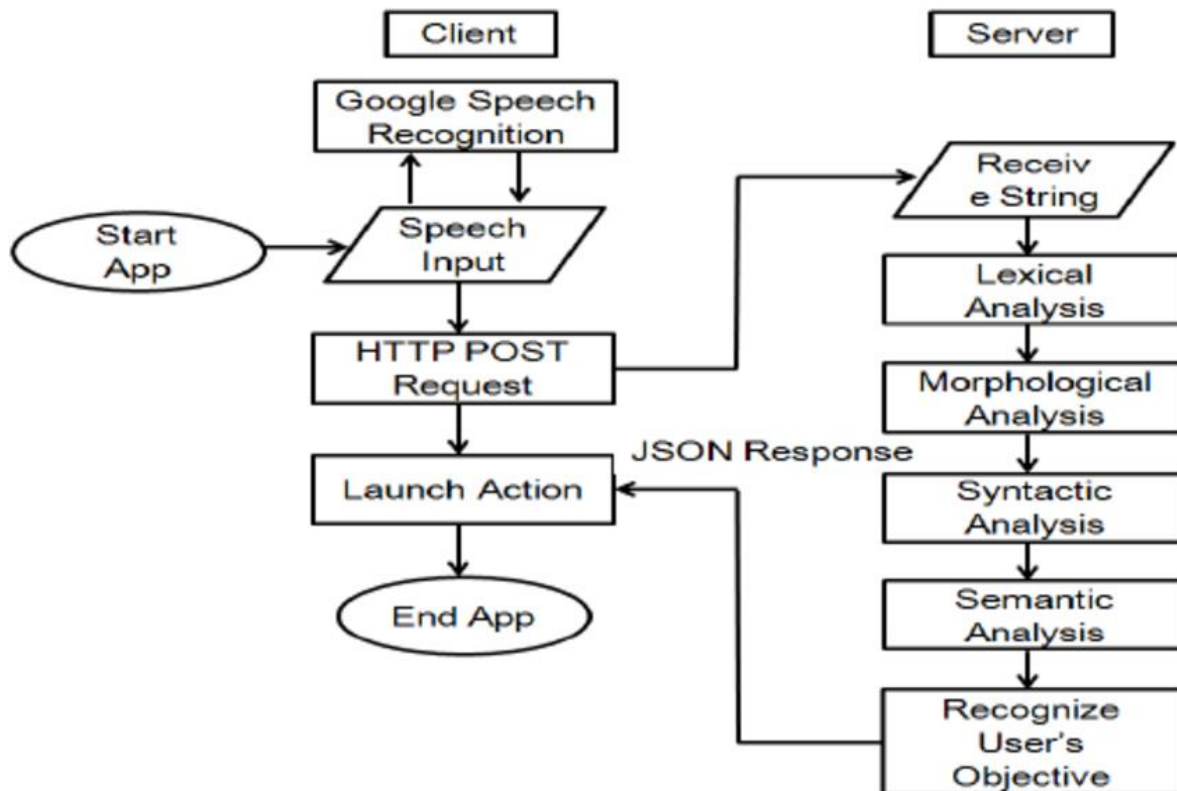 Client
Server
Google Speech
Recognition
Start
App
Speech
Input
HTTP POST
Request
Launch Action
End App
JSON Response
Receiv
e String
Lexical
Analysis
Morphological
Analysis
Syntactic
Analysis
Semantic
Analysis
Recognize
User's
Objective